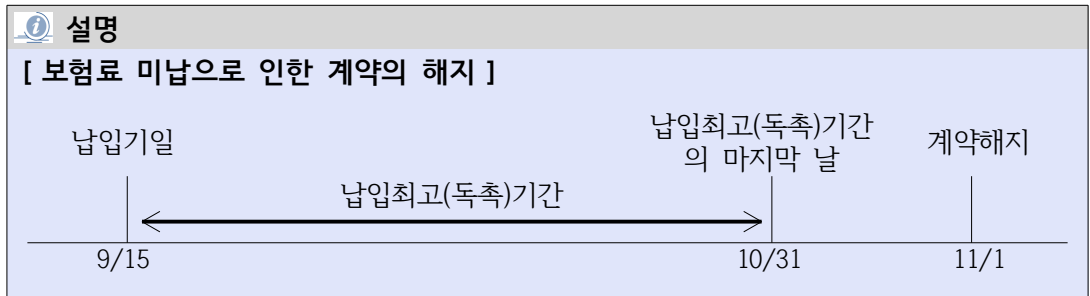 설명
[ 보험료 미납으로 인한 계약의 해지 ]
납입기일
납입최고(독촉)기간
의 마지막 날
계약해지
납입최고(독촉)기간
9/15
10/31
11/1